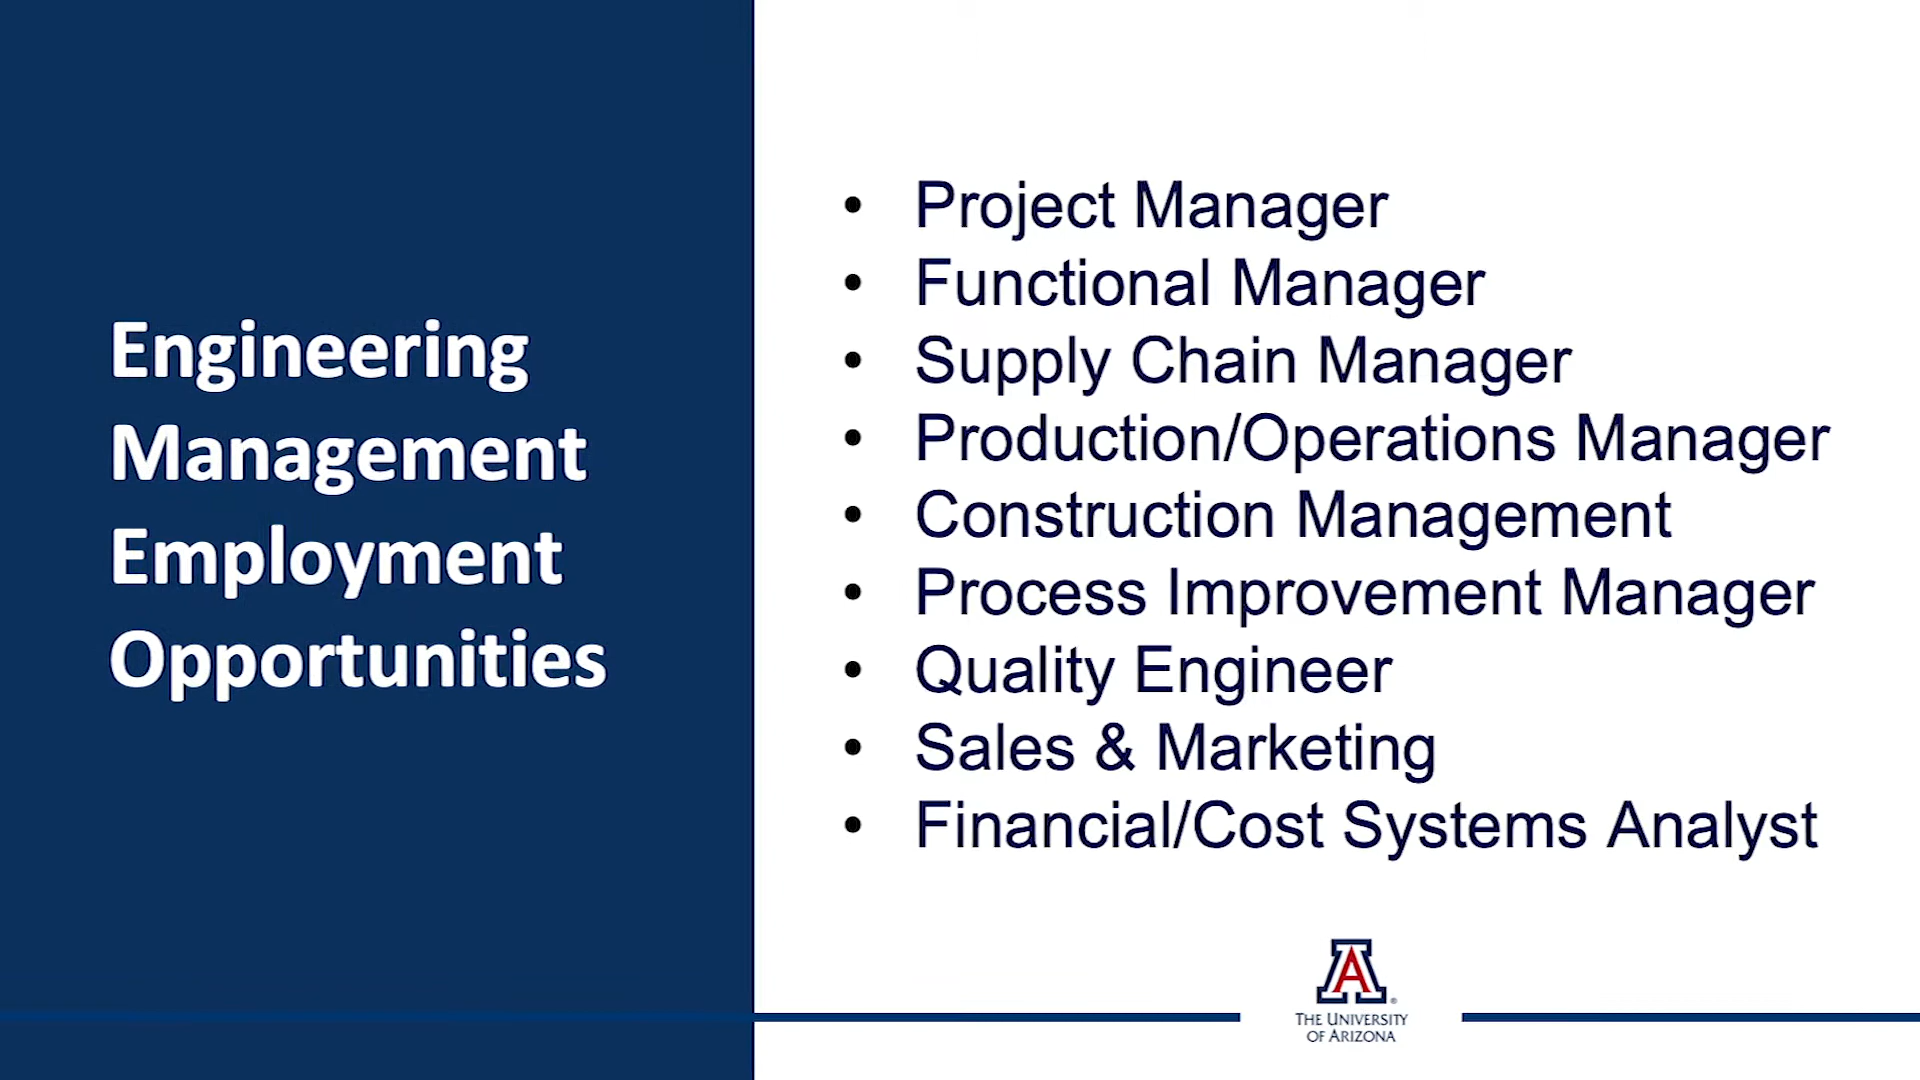 Engineering
Management
Employment
Opportunities
• Project Manager
• Functional Manager
• Supply Chain Manager
• Production/Operations Manager
• Construction Management
• Process Improvement Manager
• Quality Engineer
• Sales & Marketing
• Financial/Cost Systems Analyst
A®
THE UNIVERSITY
OF ARIZONA